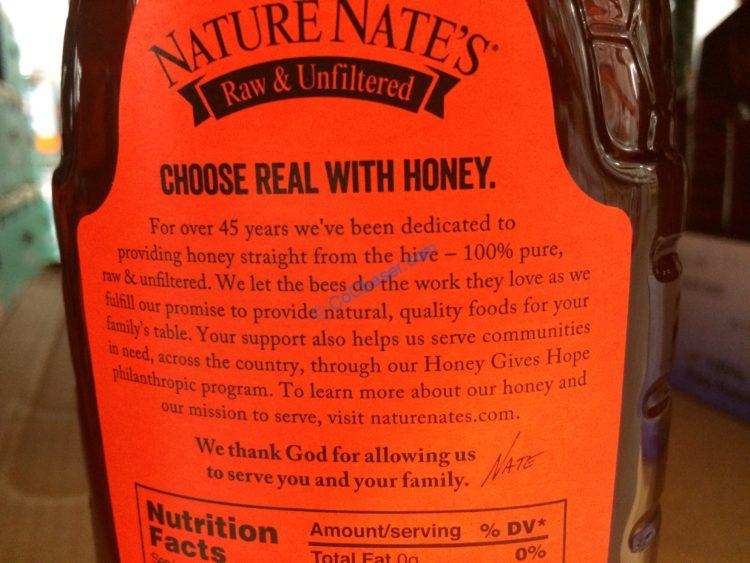 NATURE NATE'S®
Raw & Unfiltered
CHOOSE REAL WITH HONEY.
For over 45 years we've been dedicated to
providing honey straight from the hive – 100% pure,
raw & unfiltered. We let the bees do the work they love as we
fulfill our promise to provide natural, quality foods for your
family's table. Your support also helps us serve communities
in need, across the country, through our Honey Gives Hope
philanthropic program. To learn more about our honey and
our mission to serve, visit naturenates.com.
We thank God for allowing us
to serve you and your family.
NATE
Nutrition
Facts
Amount/serving % DV*
Total Fat 0g 0%
© CoChaser.com